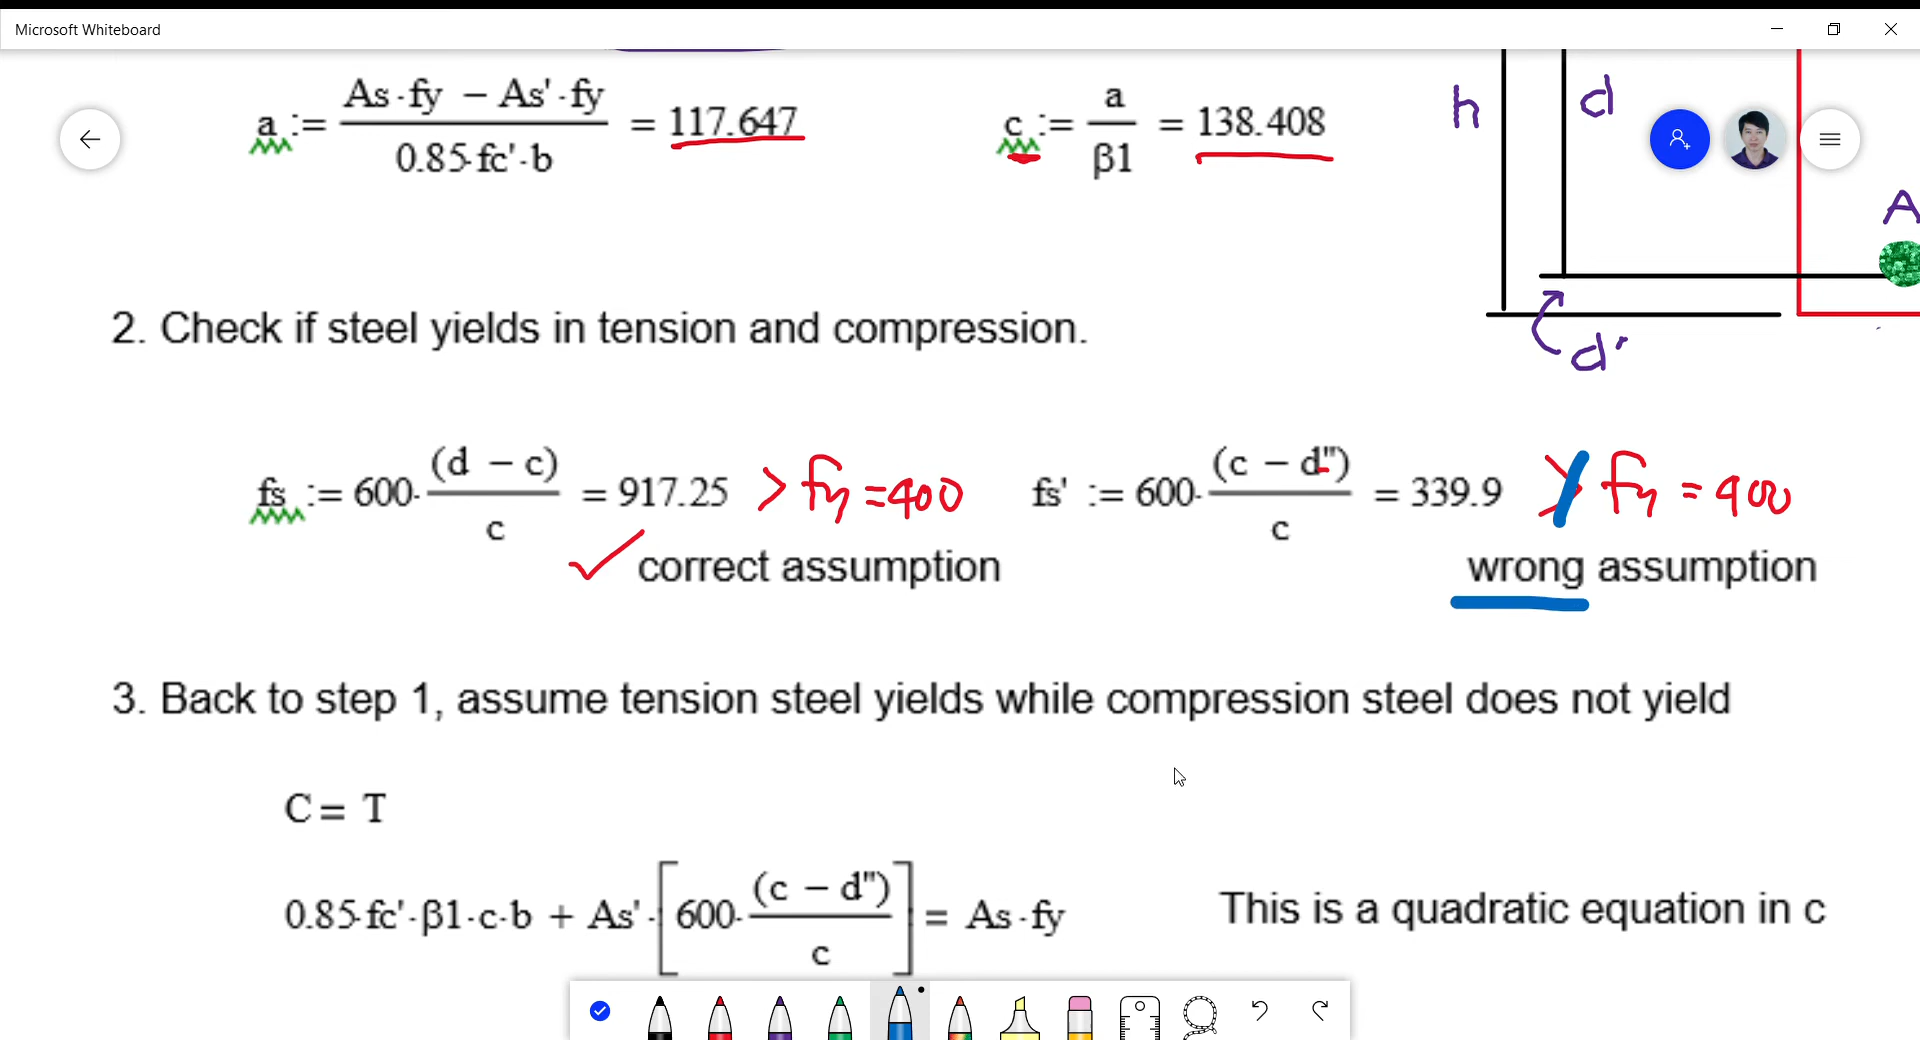 Microsoft Whiteboard
a := (As·fy − As'·fy) / (0.85·fc'·b) = 117.647
c := a / β1 = 138.408
h
d
A
d'
2. Check if steel yields in tension and compression.
fs := 600·(d − c) / c = 917.25 > fy = 400
fs' := 600·(c − d") / c = 339.9 > fy = 400
correct assumption
wrong assumption
3. Back to step 1, assume tension steel yields while compression steel does not yield
C = T
0.85·fc'·β1·c·b + As'·[600·(c − d") / c] = As·fy
This is a quadratic equation in c